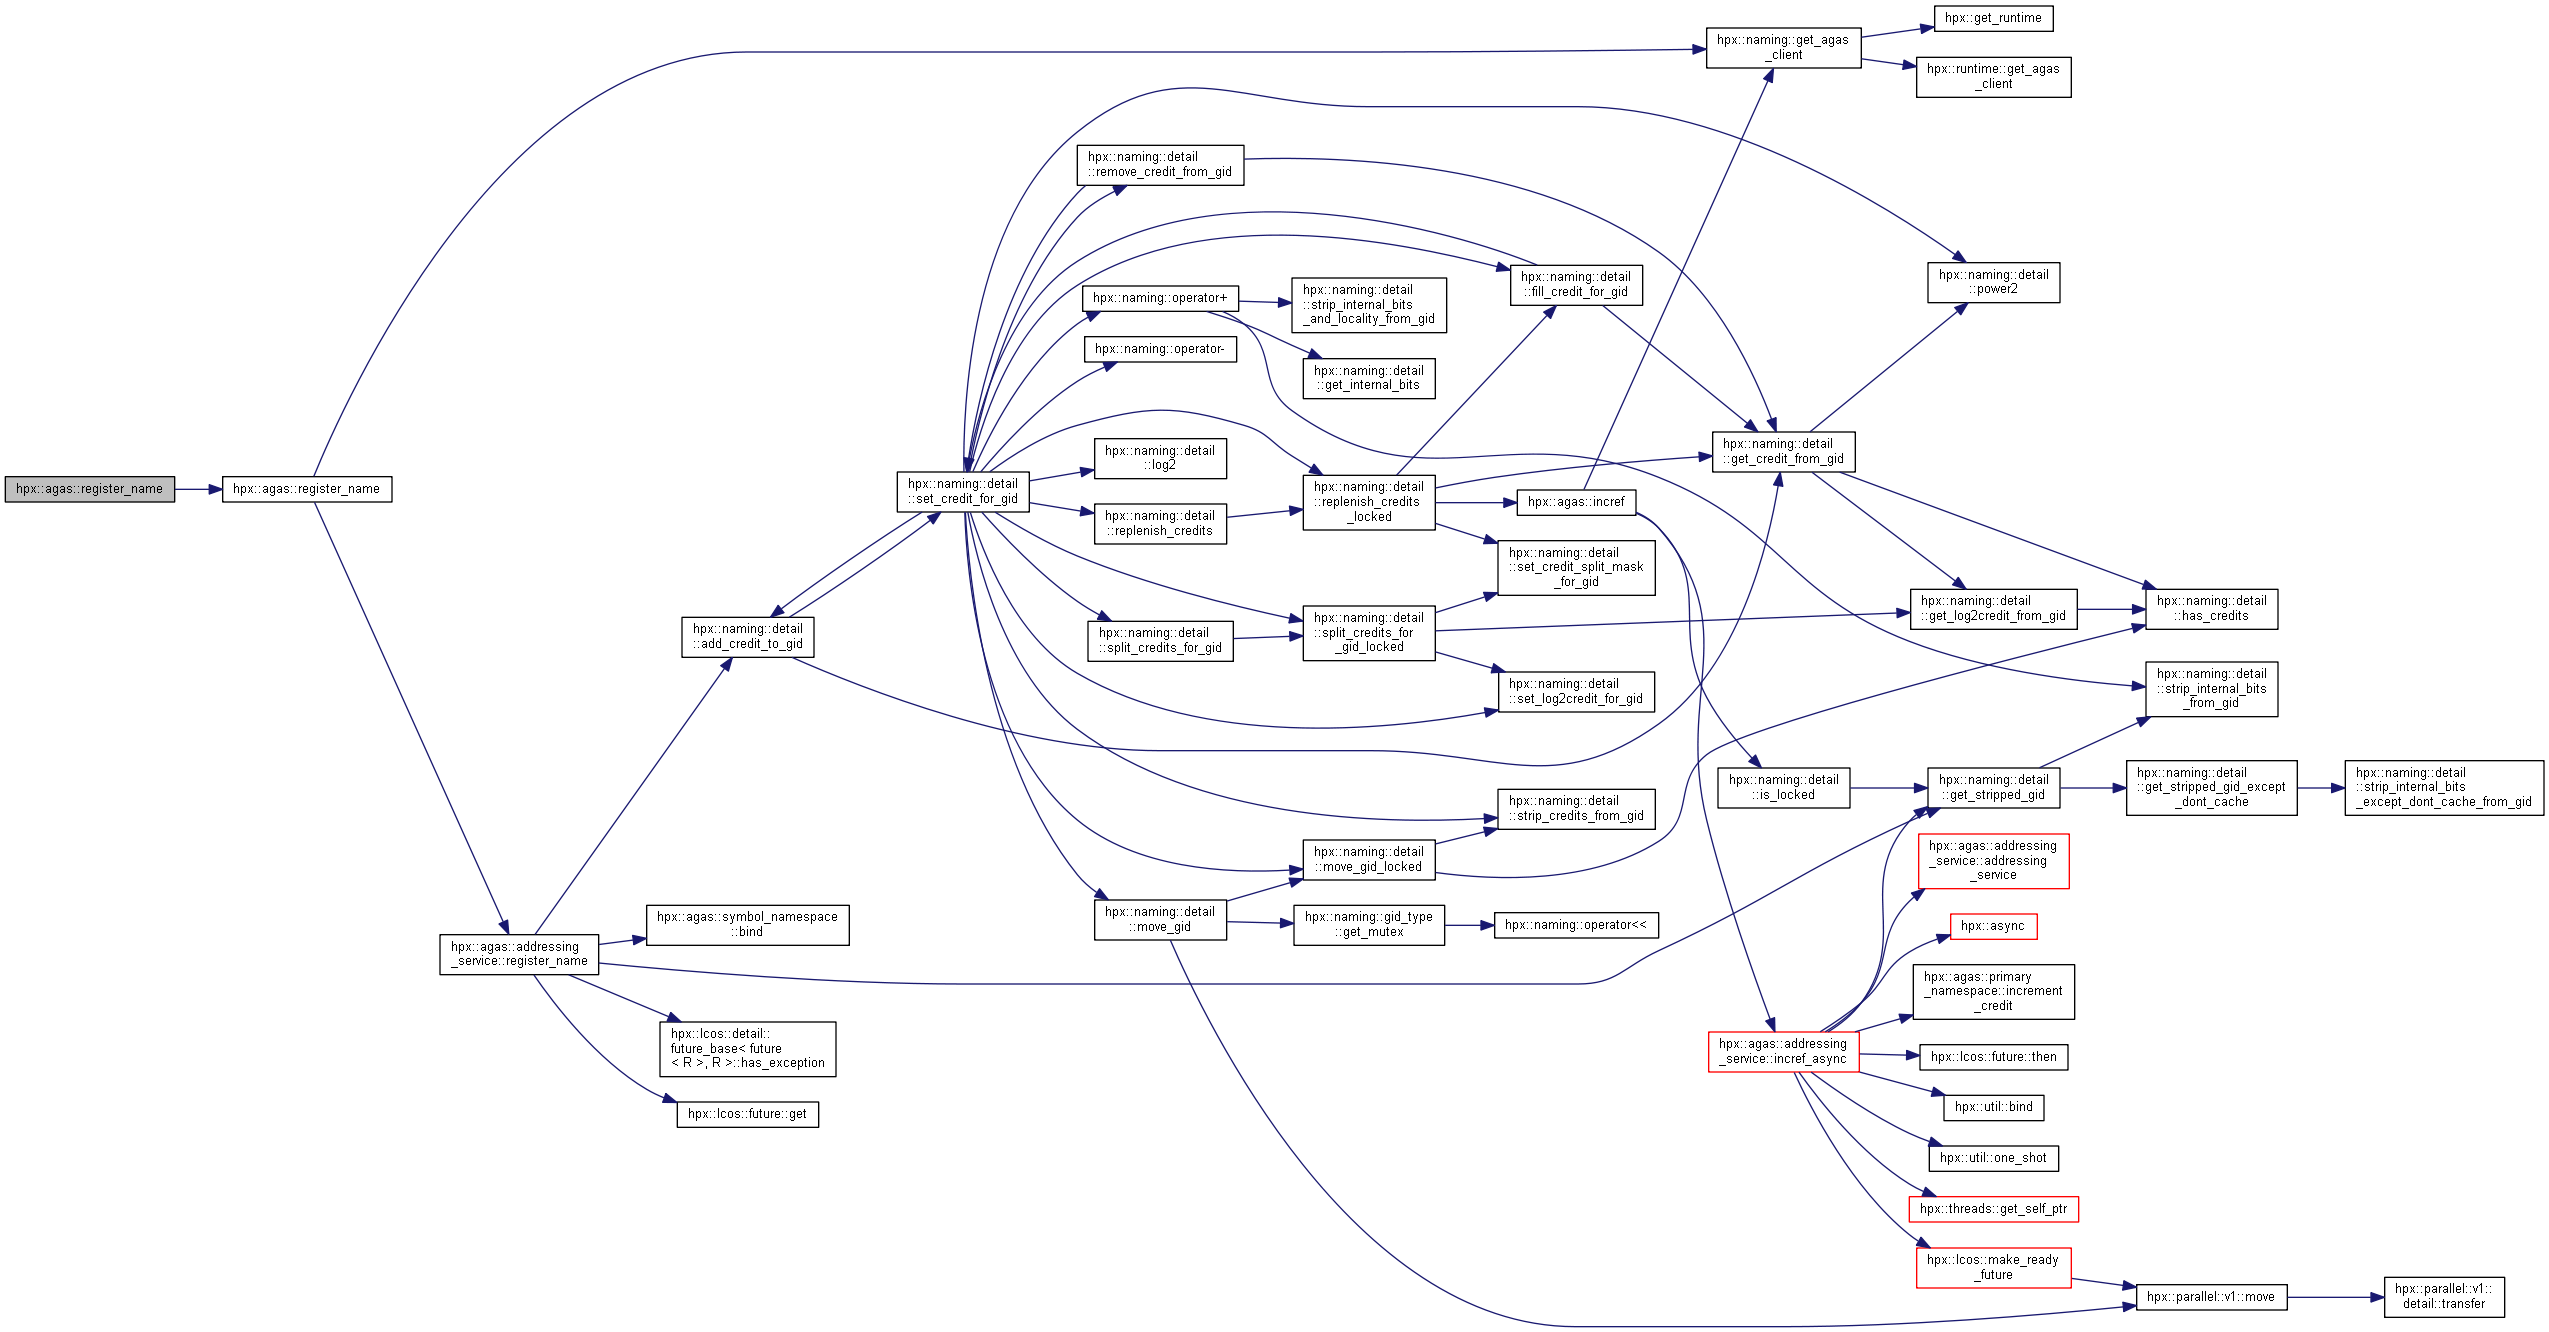 hpx::agas::register_name
hpx::agas::register_name
hpx::agas::addressing
_service::register_name
hpx::naming::detail
::add_credit_to_gid
hpx::agas::symbol_namespace
::bind
hpx::lcos::detail::
future_base< future
< R >, R >::has_exception
hpx::lcos::future::get
hpx::naming::detail
::set_credit_for_gid
hpx::naming::detail
::remove_credit_from_gid
hpx::naming::operator+
hpx::naming::operator-
hpx::naming::detail
::log2
hpx::naming::detail
::replenish_credits
hpx::naming::detail
::split_credits_for_gid
hpx::naming::detail
::move_gid
hpx::naming::detail
::strip_internal_bits
_and_locality_from_gid
hpx::naming::detail
::get_internal_bits
hpx::naming::detail
::replenish_credits
_locked
hpx::naming::detail
::split_credits_for
_gid_locked
hpx::naming::detail
::move_gid_locked
hpx::naming::gid_type
::get_mutex
hpx::naming::detail
::fill_credit_for_gid
hpx::agas::incref
hpx::naming::detail
::set_credit_split_mask
_for_gid
hpx::naming::detail
::set_log2credit_for_gid
hpx::naming::detail
::strip_credits_from_gid
hpx::naming::operator<<
hpx::naming::get_agas
_client
hpx::naming::detail
::get_credit_from_gid
hpx::naming::detail
::is_locked
hpx::agas::addressing
_service::incref_async
hpx::get_runtime
hpx::runtime::get_agas
_client
hpx::naming::detail
::power2
hpx::naming::detail
::get_log2credit_from_gid
hpx::naming::detail
::get_stripped_gid
hpx::agas::addressing
_service::addressing
_service
hpx::async
hpx::agas::primary
_namespace::increment
_credit
hpx::lcos::future::then
hpx::util::bind
hpx::util::one_shot
hpx::threads::get_self_ptr
hpx::lcos::make_ready
_future
hpx::naming::detail
::has_credits
hpx::naming::detail
::strip_internal_bits
_from_gid
hpx::naming::detail
::get_stripped_gid_except
_dont_cache
hpx::naming::detail
::strip_internal_bits
_except_dont_cache_from_gid
hpx::parallel::v1::move
hpx::parallel::v1::
detail::transfer